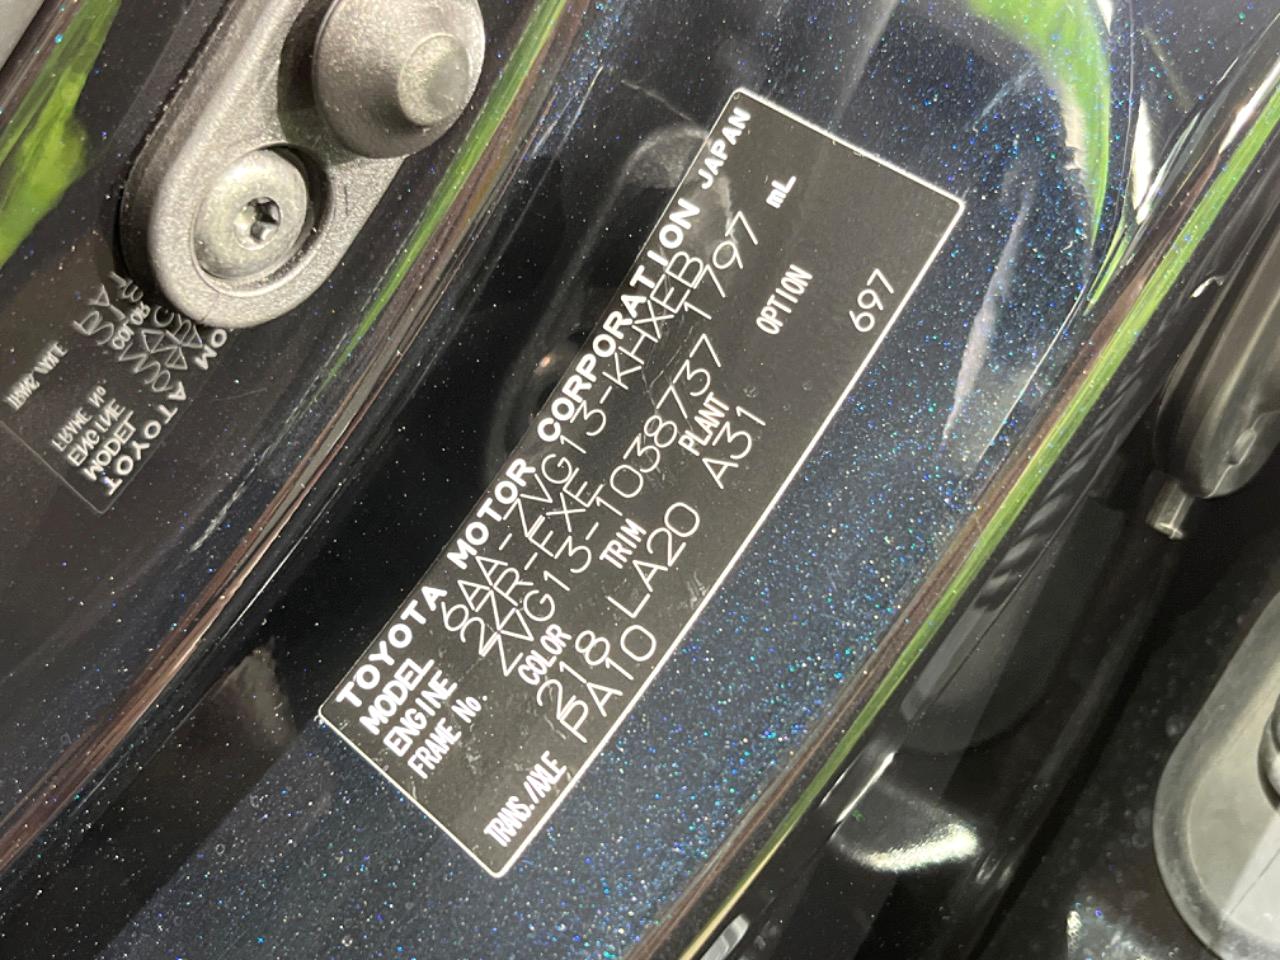 TOYOTA MOTOR CORPORATION JAPAN
MODEL 6AA-ZVG13-KHXEB
ENGINE 2ZR-FXE 1797 mL
FRAME No. ZVG13-1038737
COLOR TRIM PLANT OPTION
218 LA20 A31 697
TRANS./AXLE PA10